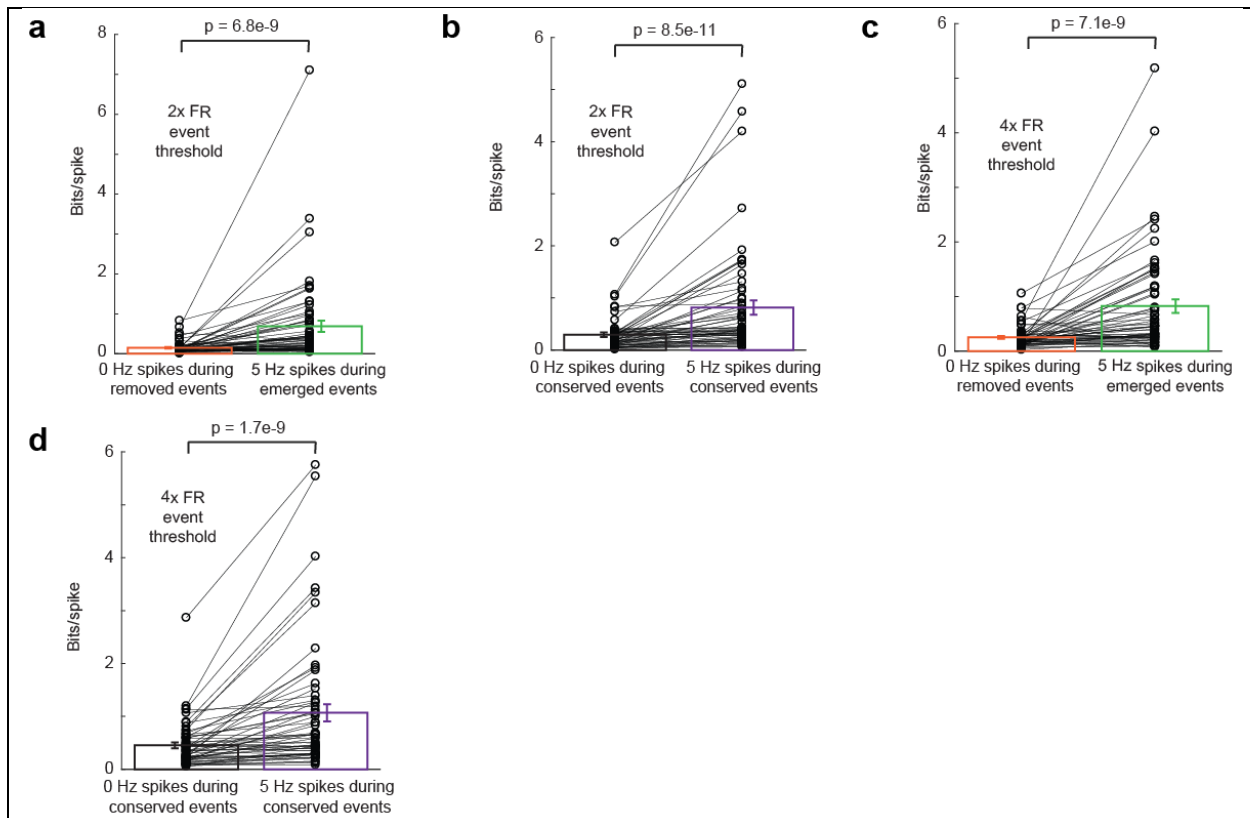 a
p = 6.8e-9
8
6
4
2
0
Bits/spike
2x FR
event
threshold
0 Hz spikes during
removed events
5 Hz spikes during
emerged events
b
p = 8.5e-11
6
4
2
0
Bits/spike
2x FR
event
threshold
0 Hz spikes during
conserved events
5 Hz spikes during
conserved events
c
p = 7.1e-9
6
4
2
0
Bits/spike
4x FR
event
threshold
0 Hz spikes during
removed events
5 Hz spikes during
emerged events
d
p = 1.7e-9
6
4
2
0
Bits/spike
4x FR
event
threshold
0 Hz spikes during
conserved events
5 Hz spikes during
conserved events